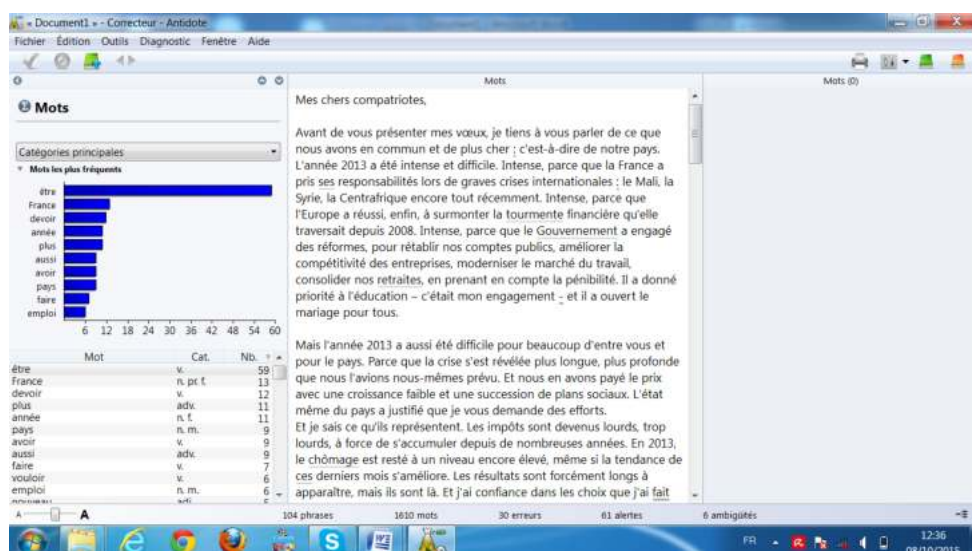 « Document1 » - Correcteur - Antidote
Fichier Édition Outils Diagnostic Fenêtre Aide
Mots
Mots (0)
Mots
Catégories principales
Mots les plus fréquents
être
France
devoir
année
plus
aussi
avoir
pays
faire
emploi
6 12 18 24 30 36 42 48 54 60
Mot Cat. Nb.
être v. 59
France n. pr. f. 13
devoir v. 12
plus adv. 11
année n. f. 11
pays n. m. 9
avoir v. 9
aussi adv. 9
faire v. 7
vouloir v. 6
emploi n. m. 6
Mes chers compatriotes,
Avant de vous présenter mes vœux, je tiens à vous parler de ce que
nous avons en commun et de plus cher ; c'est-à-dire de notre pays.
L'année 2013 a été intense et difficile. Intense, parce que la France a
pris ses responsabilités lors de graves crises internationales : le Mali, la
Syrie, la Centrafrique encore tout récemment. Intense, parce que
l'Europe a réussi, enfin, à surmonter la tourmente financière qu'elle
traversait depuis 2008. Intense, parce que le Gouvernement a engagé
des réformes, pour rétablir nos comptes publics, améliorer la
compétitivité des entreprises, moderniser le marché du travail,
consolider nos retraites, en prenant en compte la pénibilité. Il a donné
priorité à l'éducation – c'était mon engagement - et il a ouvert le
mariage pour tous.
Mais l'année 2013 a aussi été difficile pour beaucoup d'entre vous et
pour le pays. Parce que la crise s'est révélée plus longue, plus profonde
que nous l'avions nous-mêmes prévu. Et nous en avons payé le prix
avec une croissance faible et une succession de plans sociaux. L'état
même du pays a justifié que je vous demande des efforts.
Et je sais ce qu'ils représentent. Les impôts sont devenus lourds, trop
lourds, à force de s'accumuler depuis de nombreuses années. En 2013,
le chômage est resté à un niveau encore élevé, même si la tendance de
ces derniers mois s'améliore. Les résultats sont forcément longs à
apparaître, mais ils sont là. Et j'ai confiance dans les choix que j'ai fait
A A
104 phrases 1610 mots 30 erreurs 61 alertes 6 ambiguïtés
FR
12:36
08/10/2015